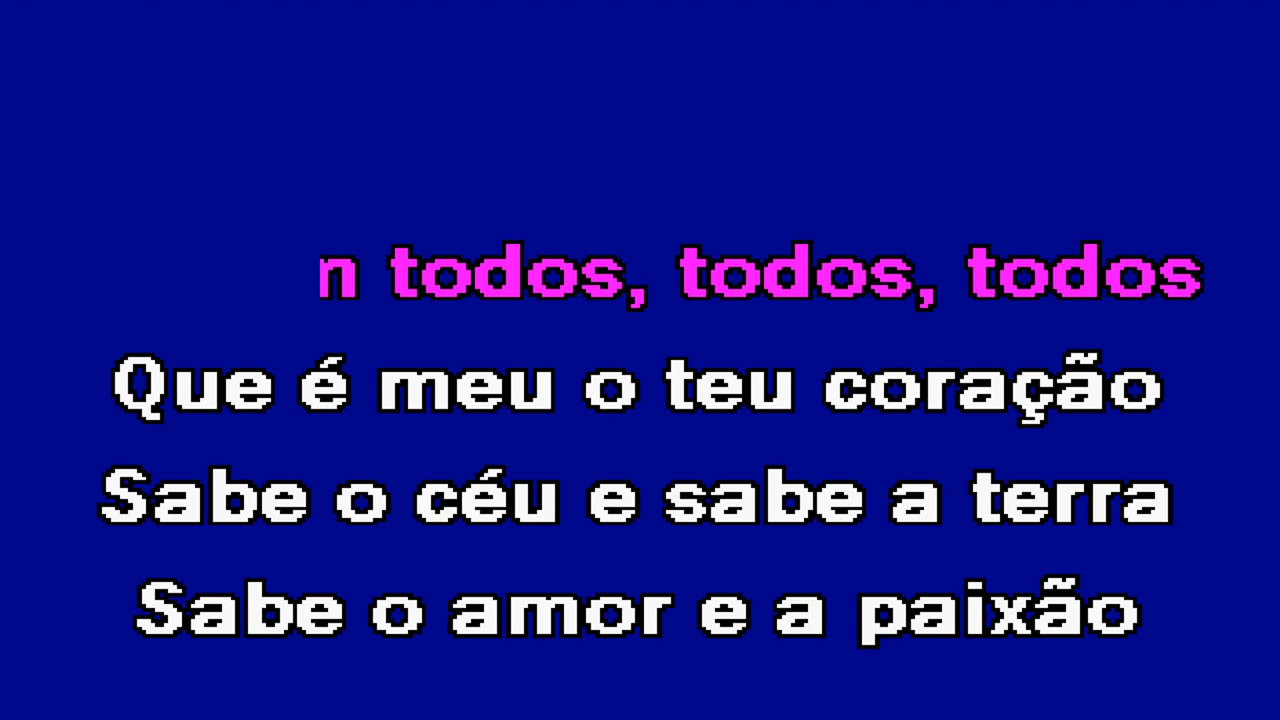 n todos, todos, todos
Que é meu o teu coração
Sabe o céu e sabe a terra
Sabe o amor e a paixão